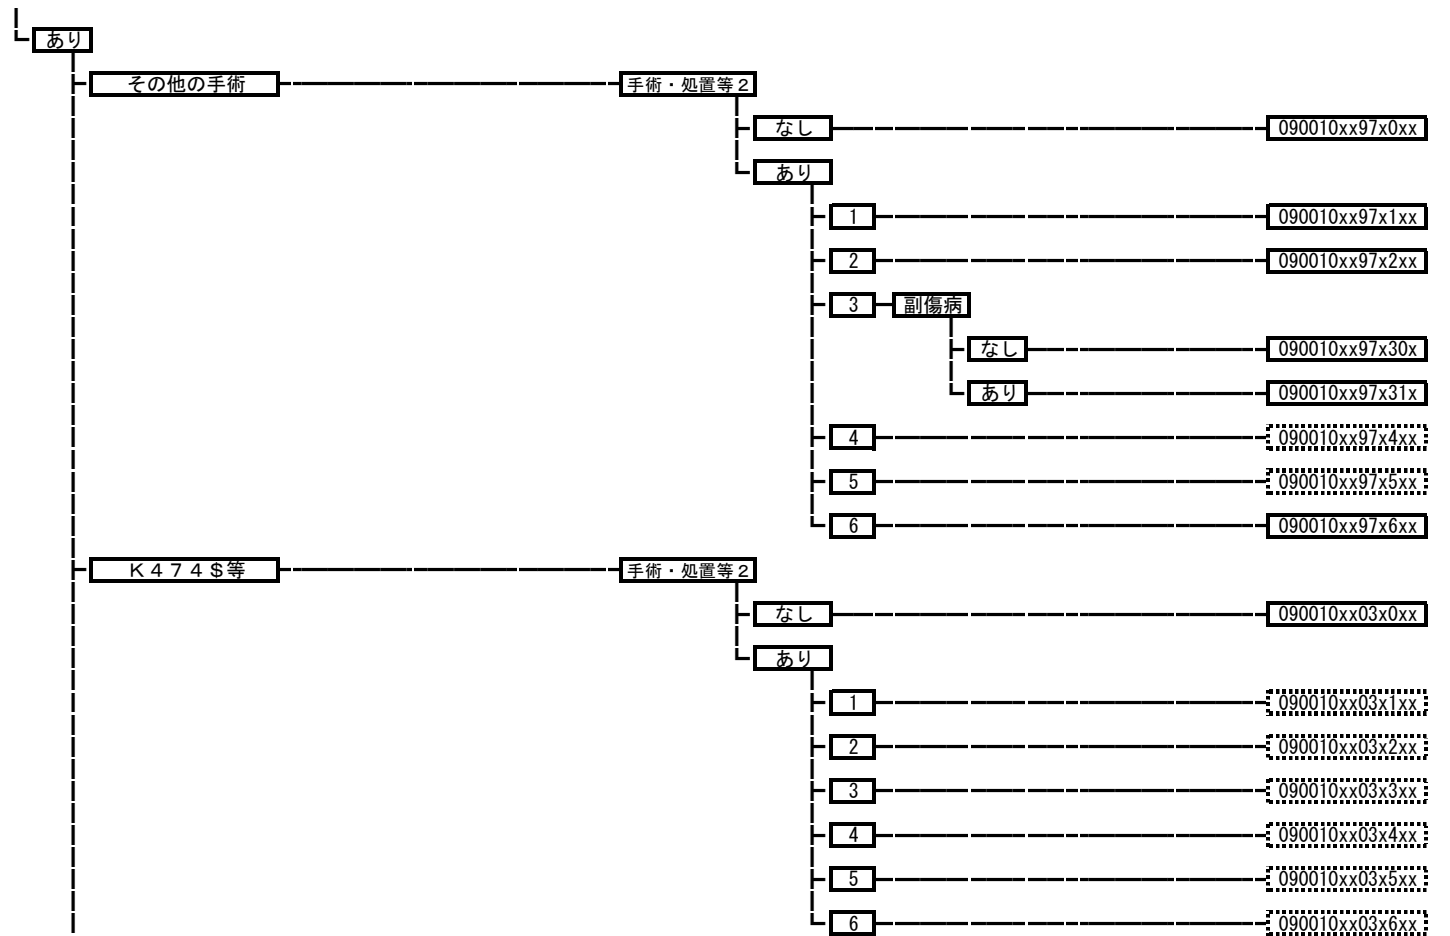 あり
その他の手術 手術・処置等２
なし 090010xx97x0xx
あり
1 090010xx97x1xx
2 090010xx97x2xx
3 副傷病
なし 090010xx97x30x
あり 090010xx97x31x
4 090010xx97x4xx
5 090010xx97x5xx
6 090010xx97x6xx
Ｋ４７４＄等 手術・処置等２
なし 090010xx03x0xx
あり
1 090010xx03x1xx
2 090010xx03x2xx
3 090010xx03x3xx
4 090010xx03x4xx
5 090010xx03x5xx
6 090010xx03x6xx